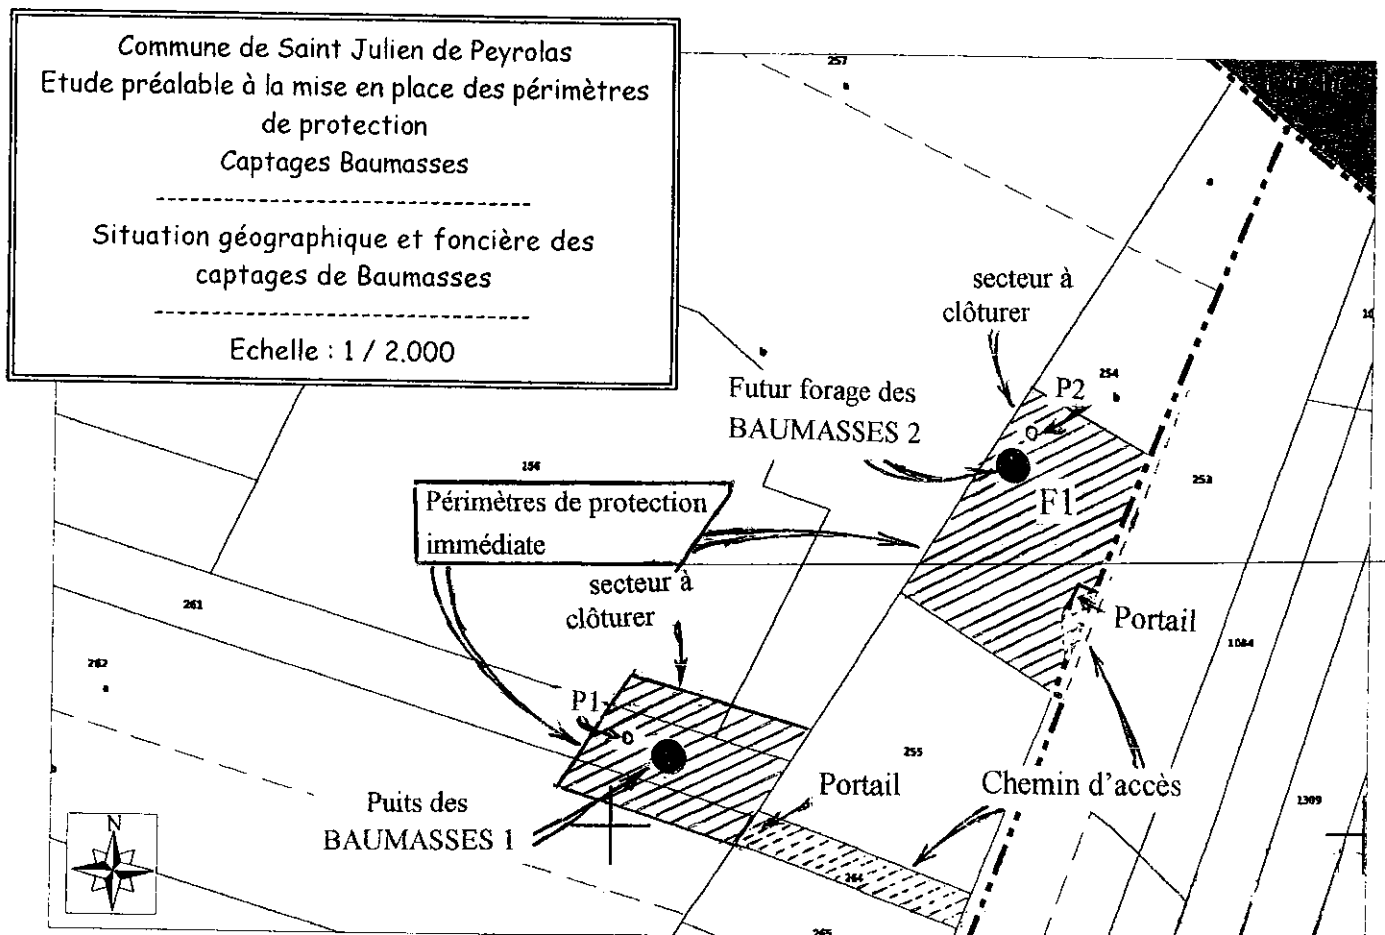 Commune de Saint Julien de Peyrolas
Etude préalable à la mise en place des périmètres
de protection
Captages Baumasses
Situation géographique et foncière des
captages de Baumasses
Echelle : 1 / 2.000
257
secteur à
clôturer
P2
254
Futur forage des
BAUMASSES 2
F1
253
156
Périmètres de protection
immédiate
secteur à
clôturer
261
262
P1
Portail
1084
255
Portail
Chemin d'accès
Puits des
BAUMASSES 1
1309
N
264
265